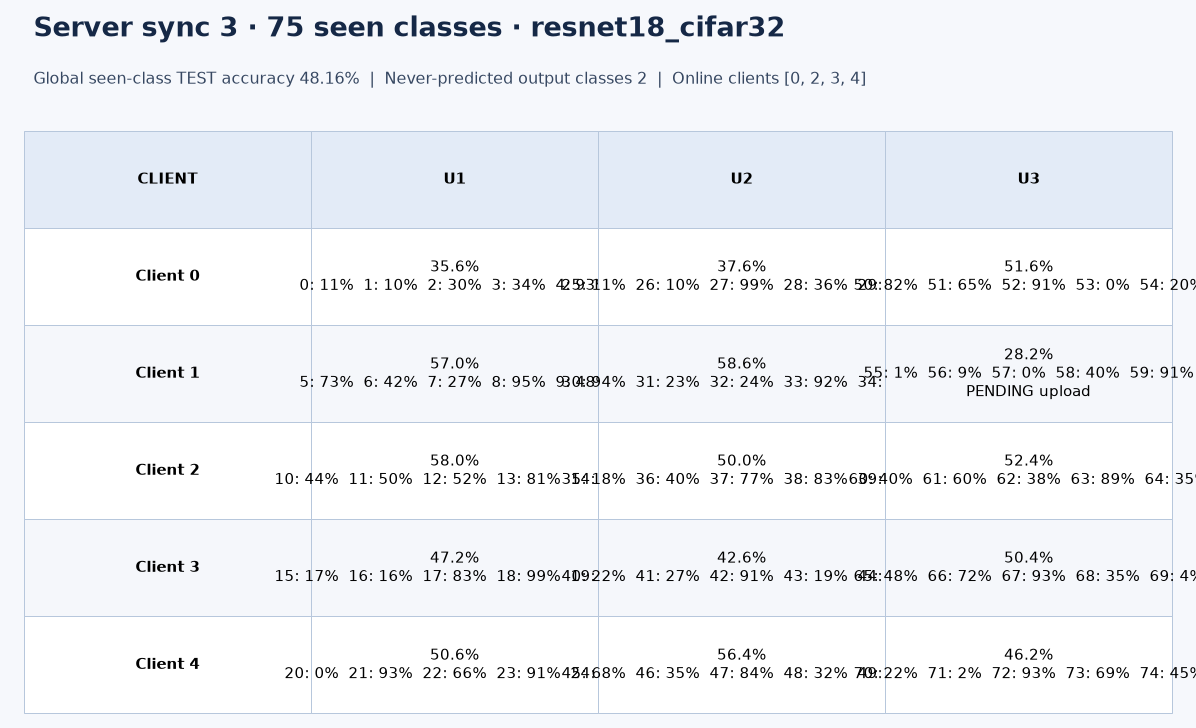 Server sync 3 · 75 seen classes · resnet18_cifar32
Global seen-class TEST accuracy 48.16%  |  Never-predicted output classes 2  |  Online clients [0, 2, 3, 4]
CLIENT U1 U2 U3
Client 0
35.6%
0: 11%  1: 10%  2: 30%  3: 34%
37.6%
26: 10%  27: 99%  28: 36%
51.6%
51: 65%  52: 91%  53: 0%  54: 20%
Client 1
57.0%
5: 73%  6: 42%  7: 27%  8: 95%
58.6%
31: 23%  32: 24%  33: 92%  34:
28.2%
55: 1%  56: 9%  57: 0%  58: 40%  59: 91%
PENDING upload
Client 2
58.0%
10: 44%  11: 50%  12: 52%  13: 81%
50.0%
36: 40%  37: 77%  38: 83%
52.4%
61: 60%  62: 38%  63: 89%  64: 35%
Client 3
47.2%
15: 17%  16: 16%  17: 83%  18: 99%
42.6%
41: 27%  42: 91%  43: 19%
50.4%
66: 72%  67: 93%  68: 35%  69: 4%
Client 4
50.6%
20: 0%  21: 93%  22: 66%  23: 91%
56.4%
46: 35%  47: 84%  48: 32%
46.2%
71: 2%  72: 93%  73: 69%  74: 45%